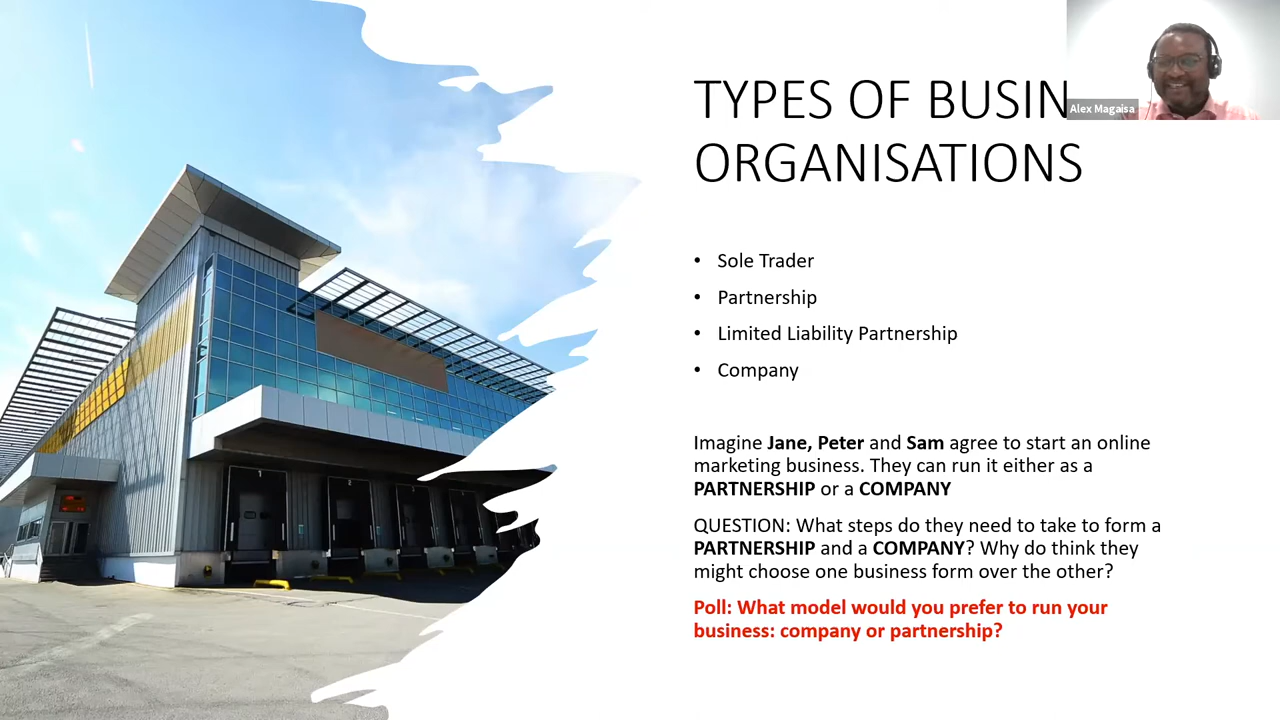 TYPES OF BUSIN
ORGANISATIONS
Alex Magaisa
• Sole Trader
• Partnership
• Limited Liability Partnership
• Company
Imagine Jane, Peter and Sam agree to start an online
marketing business. They can run it either as a
PARTNERSHIP or a COMPANY
QUESTION: What steps do they need to take to form a
PARTNERSHIP and a COMPANY? Why do think they
might choose one business form over the other?
Poll: What model would you prefer to run your
business: company or partnership?